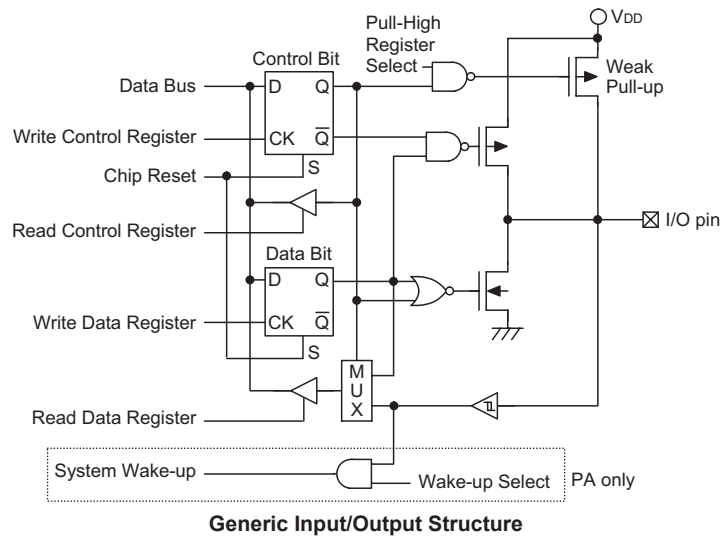 VDD
Pull-High
Register
Select
Control Bit
Weak
Pull-up
Data Bus
D
Q
Write Control Register
CK
Q
Chip Reset
S
I/O pin
Read Control Register
Data Bit
D
Q
Write Data Register
CK
Q
S
M
U
X
Read Data Register
System Wake-up
Wake-up Select
PA only
Generic Input/Output Structure